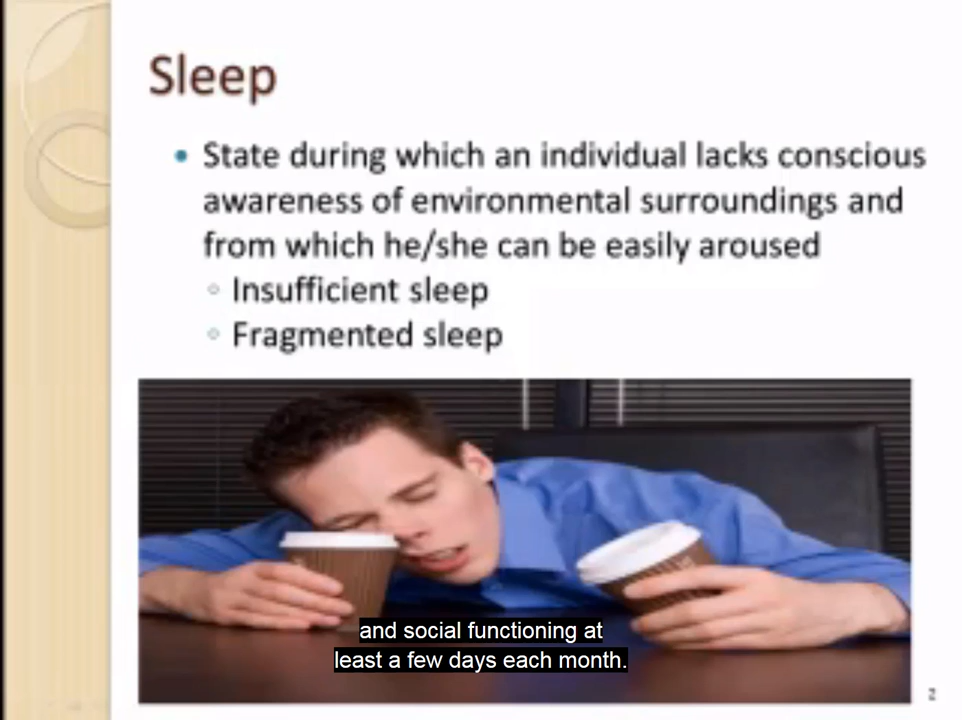 Sleep
• State during which an individual lacks conscious
awareness of environmental surroundings and
from which he/she can be easily aroused
◦ Insufficient sleep
◦ Fragmented sleep
and social functioning at
least a few days each month.
2